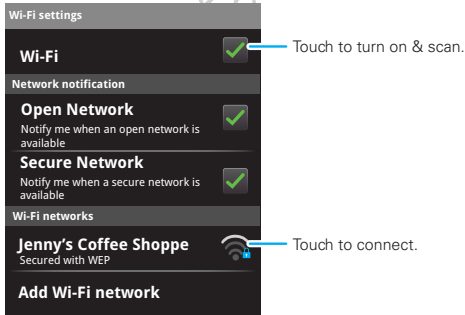 Wi-Fi settings
Wi-Fi
Touch to turn on & scan.
Network notification
Open Network
Notify me when an open network is
available
Secure Network
Notify me when a secure network is
available
Wi-Fi networks
Jenny's Coffee Shoppe
Secured with WEP
Touch to connect.
Add Wi-Fi network